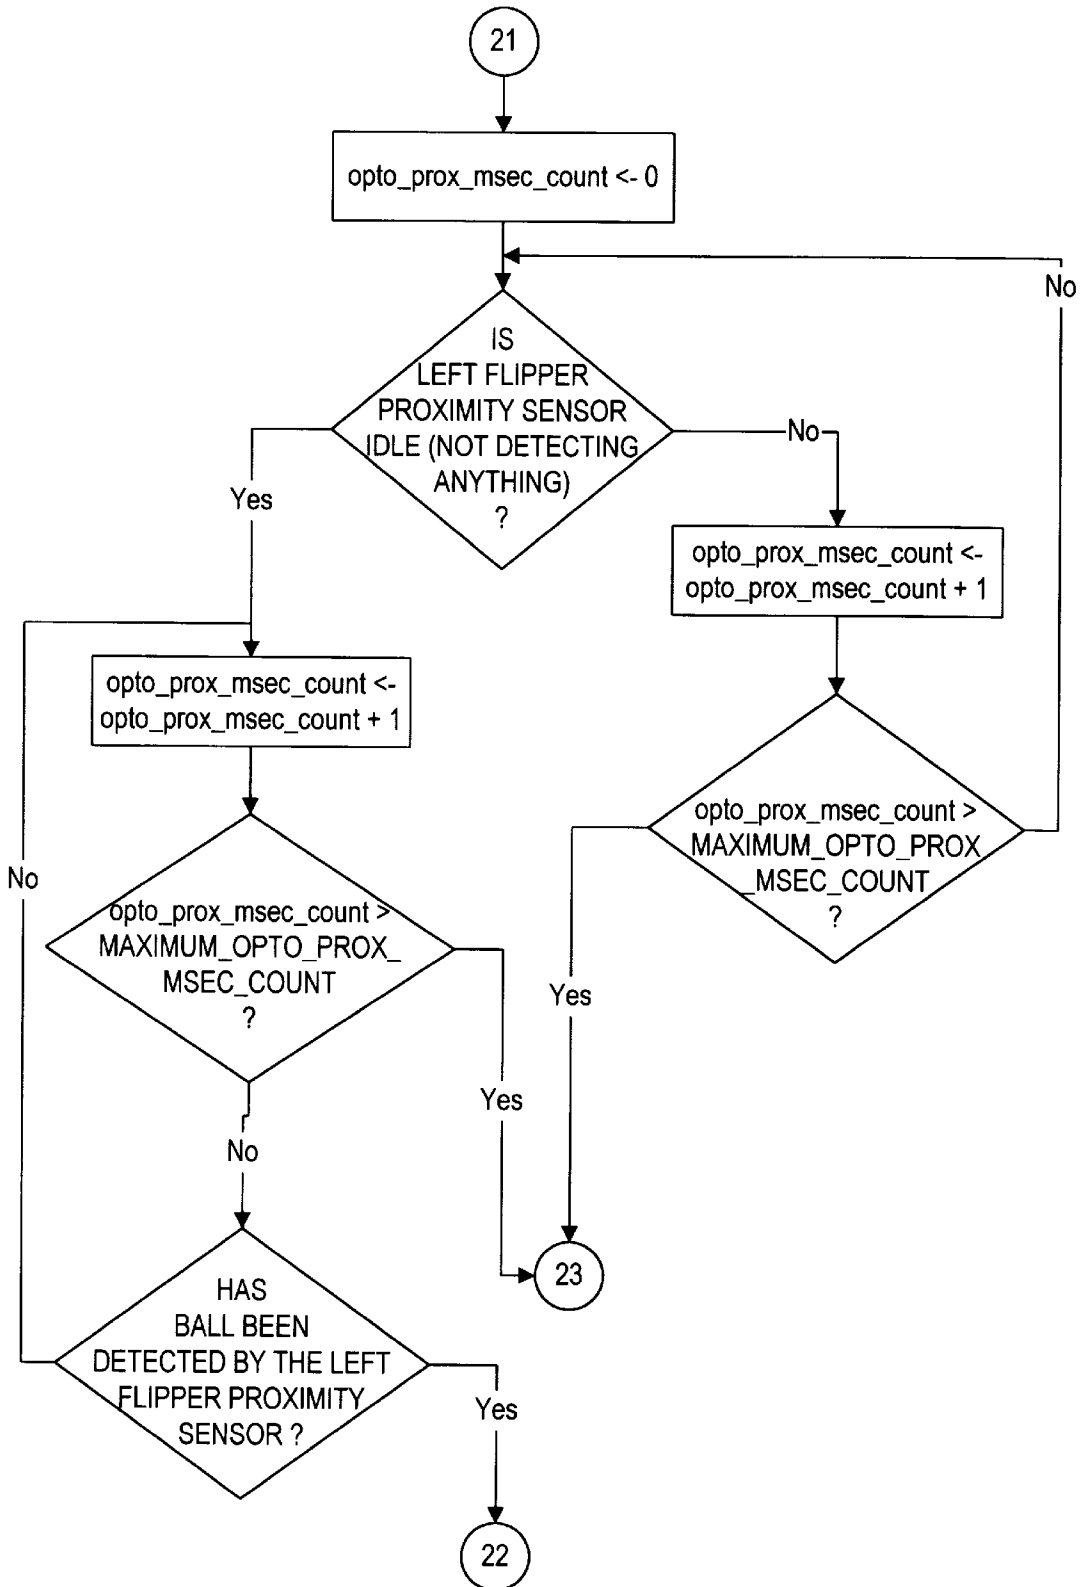 21
opto_prox_msec_count <- 0
No
IS
LEFT FLIPPER
PROXIMITY SENSOR
IDLE (NOT DETECTING
ANYTHING)
?
No
Yes
opto_prox_msec_count <-
opto_prox_msec_count + 1
opto_prox_msec_count <-
opto_prox_msec_count + 1
opto_prox_msec_count >
MAXIMUM_OPTO_PROX
_MSEC_COUNT
?
No
opto_prox_msec_count >
MAXIMUM_OPTO_PROX_
MSEC_COUNT
?
Yes
Yes
No
23
HAS
BALL BEEN
DETECTED BY THE LEFT
FLIPPER PROXIMITY
SENSOR ?
Yes
22